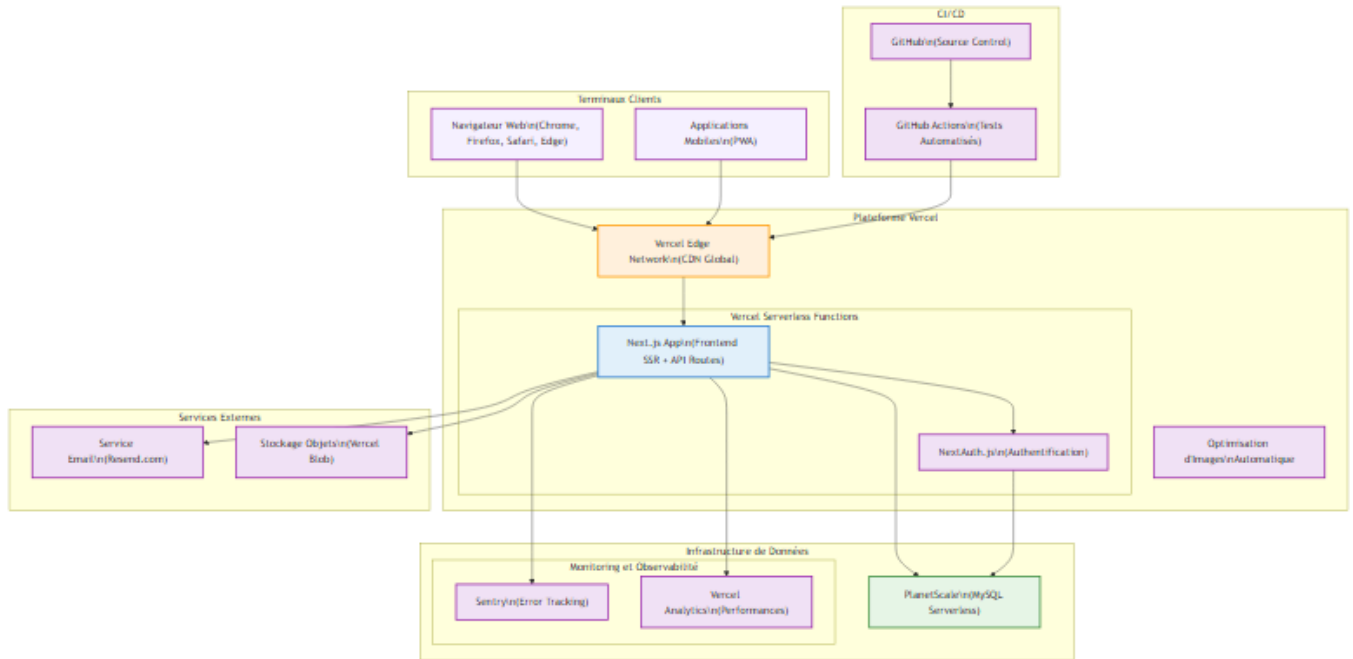 CI/CD
GitHub\n(Source Control)
GitHub Actions\n(Tests
Automatisés)
Terminaux Clients
Navigateur Web\n(Chrome,
Firefox, Safari, Edge)
Applications
Mobiles\n(PWA)
Plateforme Vercel
Vercel Edge
Network\n(CDN Global)
Vercel Serverless Functions
Next.js App\n(Frontend
SSR + API Routes)
NextAuth.js\n(Authentification)
Optimisation
d'Images\nAutomatique
Services Externes
Service
Email\n(Resend.com)
Stockage Objets\n(Vercel
Blob)
Infrastructure de Données
Monitoring et Observabilité
Sentry\n(Error Tracking)
Vercel
Analytics\n(Performances)
PlanetScale\n(MySQL
Serverless)